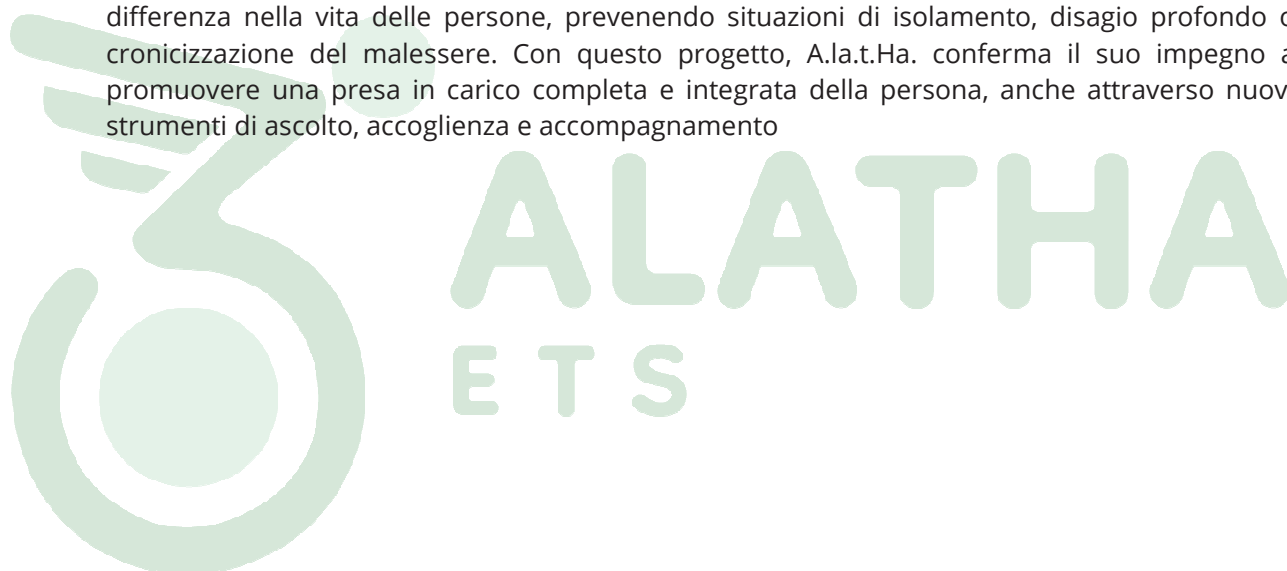 differenza nella vita delle persone, prevenendo situazioni di isolamento, disagio profondo o
cronicizzazione del malessere. Con questo progetto, A.la.t.Ha. conferma il suo impegno a
promuovere una presa in carico completa e integrata della persona, anche attraverso nuov
strumenti di ascolto, accoglienza e accompagnamento
ALATHA
ETS